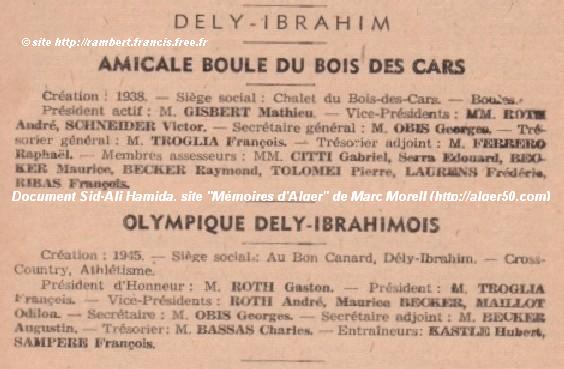 DELY-IBRAHIM
© site http://rambert.francis.free.fr
AMICALE BOULE DU BOIS DES CARS
Création : 1938. — Siège social : Chalet du Bois-des-Cars. — Boules.
Président actif : M. GISBERT Mathieu. — Vice-Présidents : MM. ROTH
André, SCHNEIDER Victor. — Secrétaire général : M. OBIS Georges. — Tré-
sorier général : M. TROGLIA François. — Trésorier adjoint : M. FERRERO
Raphaël. — Membres assesseurs : MM. CITTI Gabriel, Serra Edouard, BEC-
KER Maurice, BECKER Raymond, TOLOMEI Pierre, LAURENS Frédéric,
RIBAS François.
Document Sid-Ali Hamida. site "Mémoires d'Alger" de Marc Morell (http://alger50.com)
OLYMPIQUE DELY-IBRAHIMOIS
Création : 1945. — Siège social : Au Bon Canard, Dély-Ibrahim. — Cross-
Country, Athlétisme.
Président d'Honneur : M. ROTH Gaston. — Président : M. TROGLIA
François. — Vice-Présidents : ROTH André, Maurice BECKER, MAILLOT
Odilon. — Secrétaire : M. OBIS Georges. — Secrétaire adjoint : M. BECKER
Augustin, — Trésorier: M. BASSAS Charles. — Entraîneurs: KASTLE Hubert,
SAMPERE François.